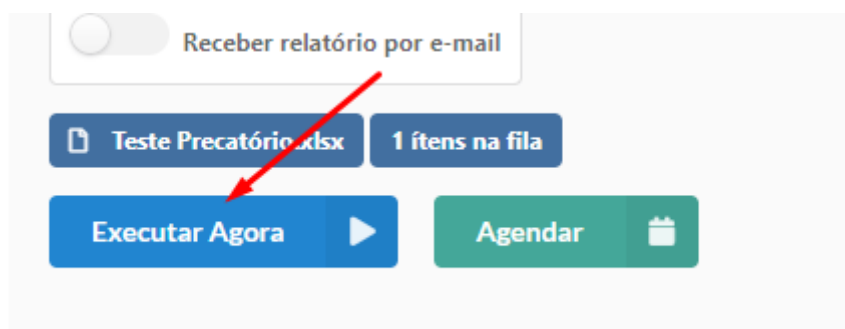 Receber relatório por e-mail
Teste Precatório.xlsx 1 ítens na fila
Executar Agora Agendar